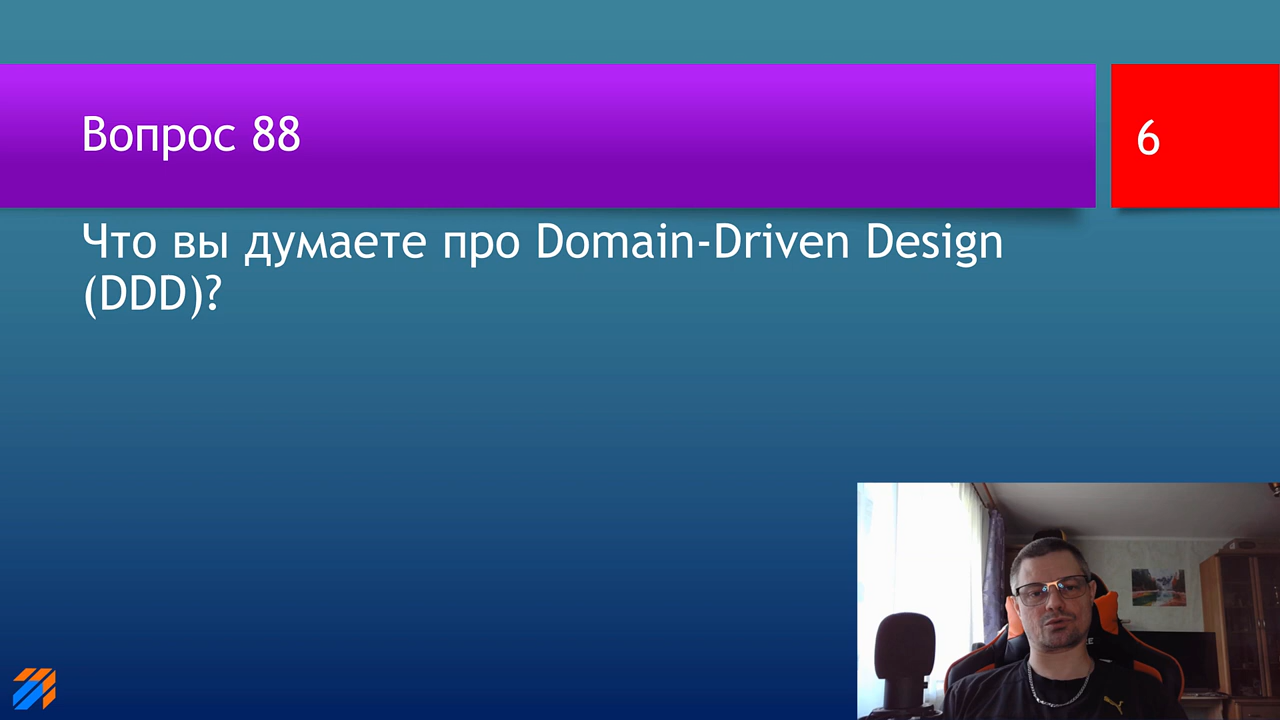 Вопрос 88
6
Что вы думаете про Domain-Driven Design
(DDD)?